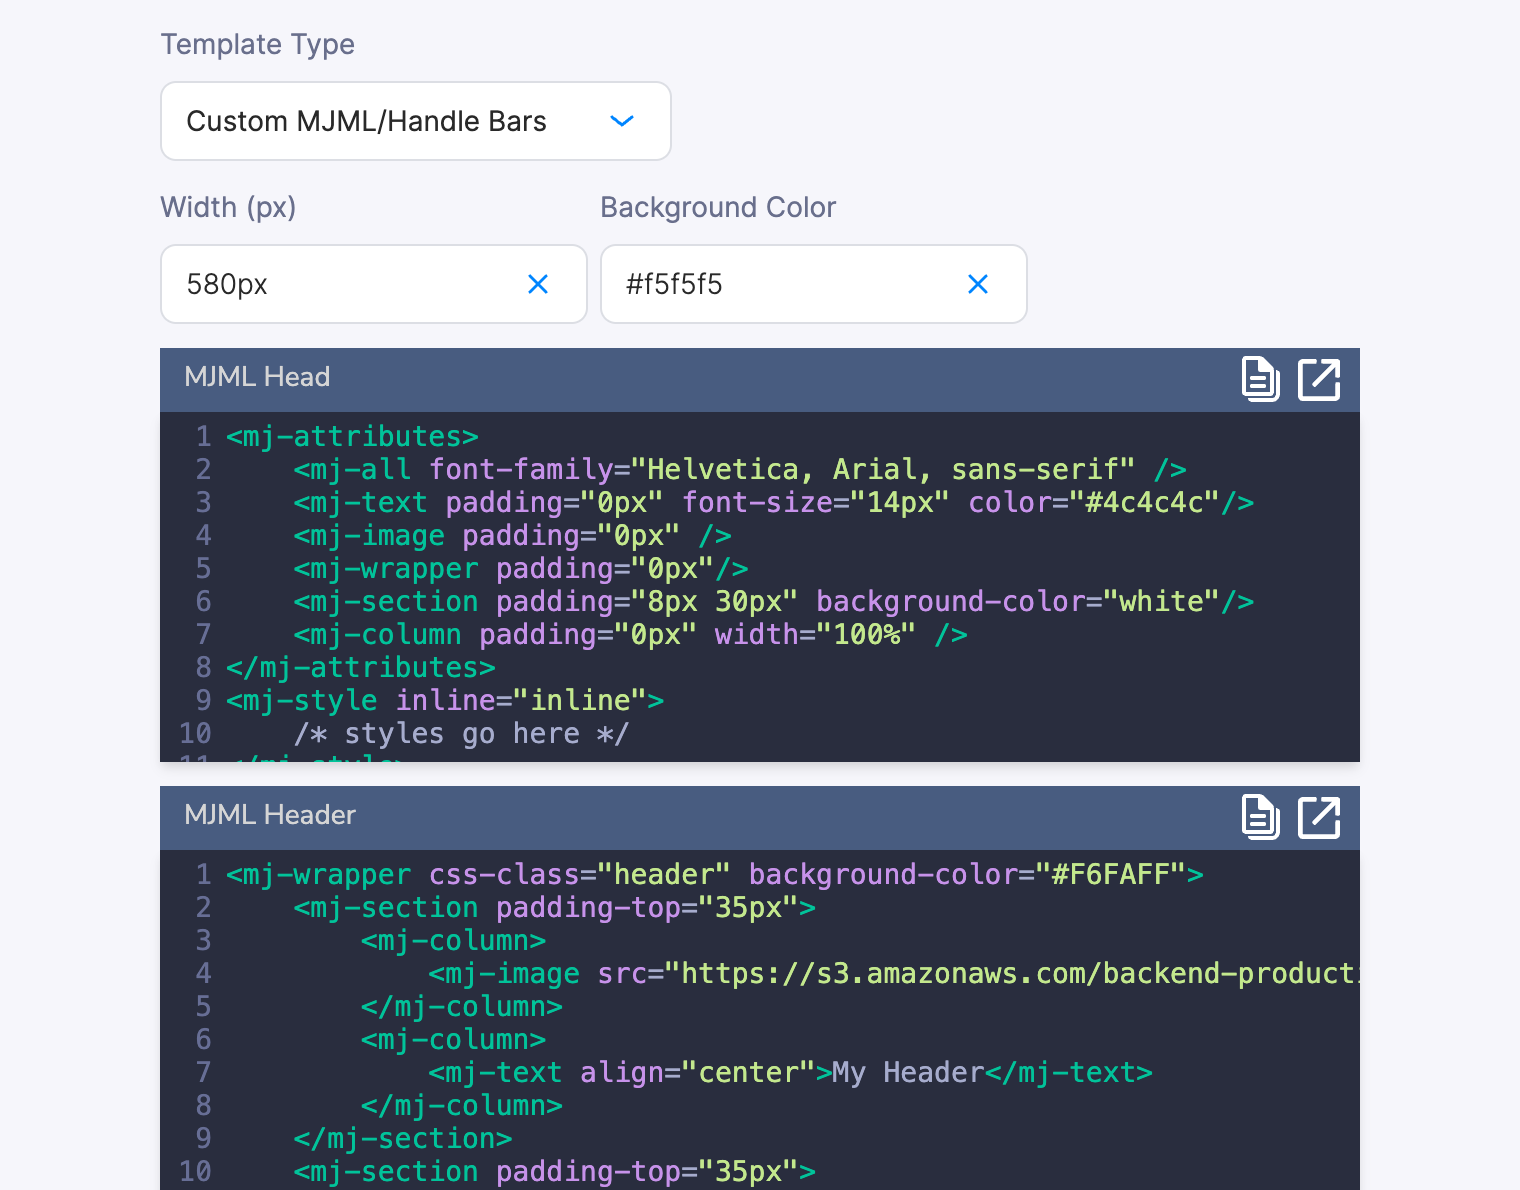 Template Type
Custom MJML/Handle Bars
Width (px) Background Color
580px #f5f5f5
MJML Head
1 <mj-attributes>
2     <mj-all font-family="Helvetica, Arial, sans-serif" />
3     <mj-text padding="0px" font-size="14px" color="#4c4c4c"/>
4     <mj-image padding="0px" />
5     <mj-wrapper padding="0px"/>
6     <mj-section padding="8px 30px" background-color="white"/>
7     <mj-column padding="0px" width="100%" />
8 </mj-attributes>
9 <mj-style inline="inline">
10     /* styles go here */
11 </mj-style>
MJML Header
1 <mj-wrapper css-class="header" background-color="#F6FAFF">
2     <mj-section padding-top="35px">
3         <mj-column>
4             <mj-image src="https://s3.amazonaws.com/backend-producti
5         </mj-column>
6         <mj-column>
7             <mj-text align="center">My Header</mj-text>
8         </mj-column>
9     </mj-section>
10     <mj-section padding-top="35px">